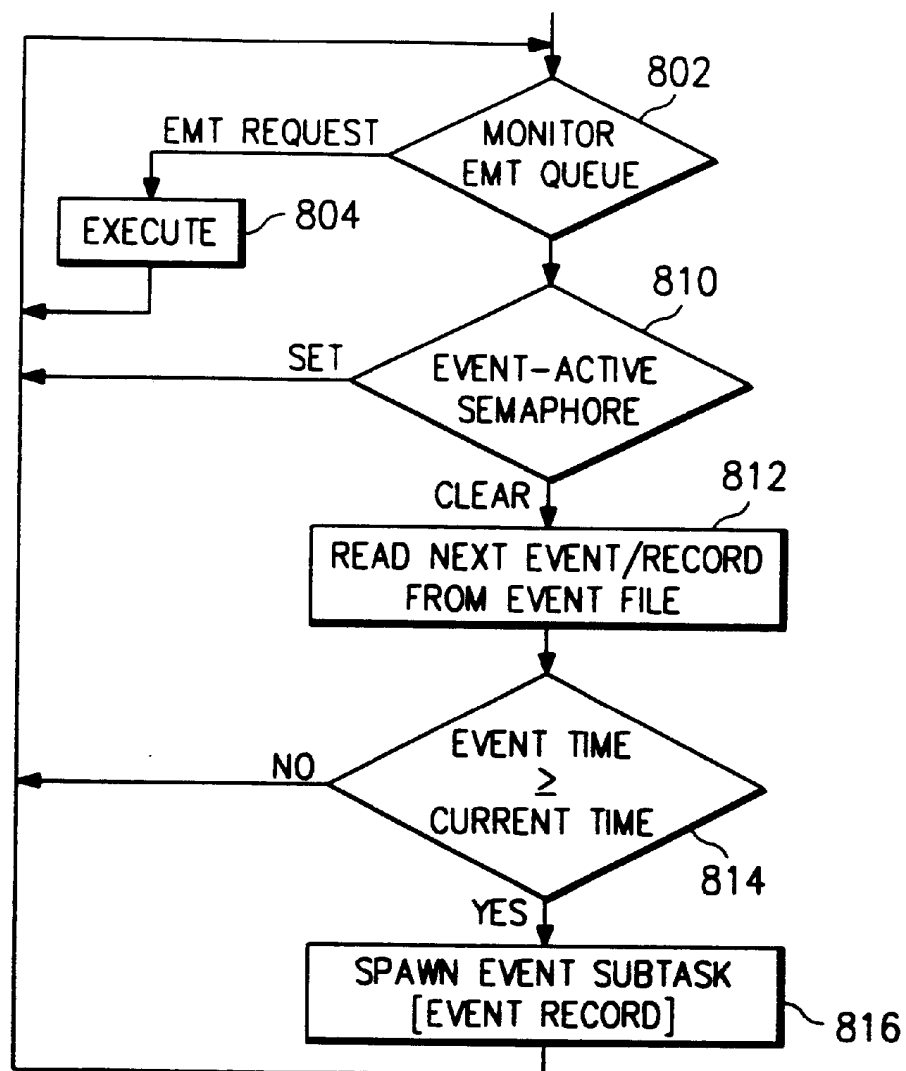 802
MONITOR
EMT QUEUE
EMT REQUEST
EXECUTE
804
810
EVENT-ACTIVE
SEMAPHORE
SET
CLEAR
812
READ NEXT EVENT/RECORD
FROM EVENT FILE
EVENT TIME
≥
CURRENT TIME
NO
814
YES
SPAWN EVENT SUBTASK
[EVENT RECORD]
816